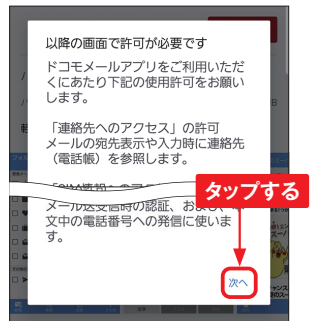 以降の画面で許可が必要です
ドコモメールアプリをご利用いただ
くにあたり下記の使用許可をお願い
します。
「連絡先へのアクセス」の許可
メールの宛先表示や入力時に連絡先
（電話帳）を参照します。
タップする
メール送受信時の認証、および、
文中の電話番号への発信に使いま
す。
次へ